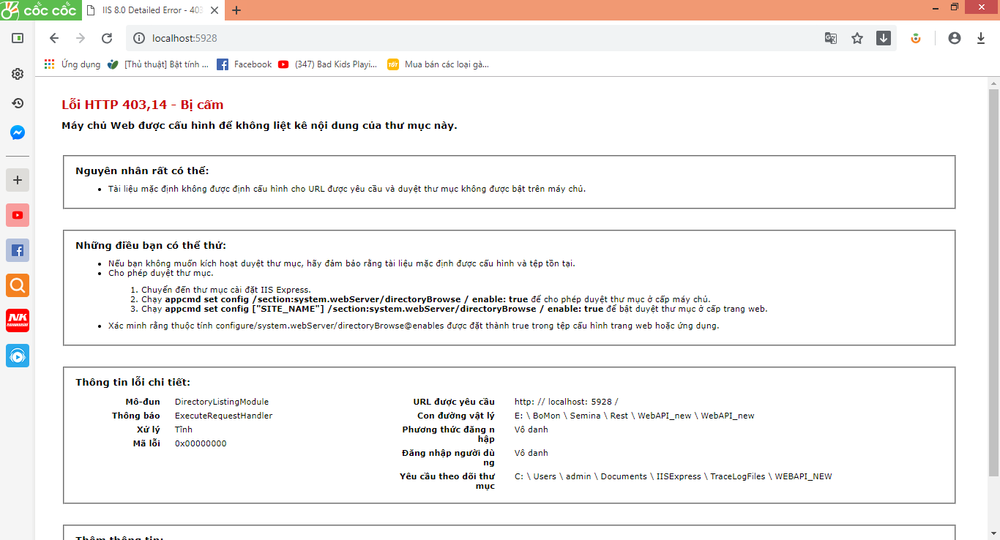 cốc cốc
IIS 8.0 Detailed Error - 403
localhost:5928
Ứng dụng
[Thủ thuật] Bật tính ...
Facebook
(347) Bad Kids Playi...
TỐT
Mua bán các loại gà...
Lỗi HTTP 403,14 - Bị cấm
Máy chủ Web được cấu hình để không liệt kê nội dung của thư mục này.
Nguyên nhân rất có thể:
Tài liệu mặc định không được định cấu hình cho URL được yêu cầu và duyệt thư mục không được bật trên máy chủ.
Những điều bạn có thể thử:
Nếu bạn không muốn kích hoạt duyệt thư mục, hãy đảm bảo rằng tài liệu mặc định được cấu hình và tệp tồn tại.
Cho phép duyệt thư mục.
1. Chuyển đến thư mục cài đặt IIS Express.
2. Chạy appcmd set config /section:system.webServer/directoryBrowse / enable: true để cho phép duyệt thư mục ở cấp máy chủ.
3. Chạy appcmd set config ["SITE_NAME"] /section:system.webServer/directoryBrowse / enable: true để bật duyệt thư mục ở cấp trang web.
Xác minh rằng thuộc tính configure/system.webServer/directoryBrowse@enables được đặt thành true trong tệp cấu hình trang web hoặc ứng dụng.
NK
Thông tin lỗi chi tiết:
Mô-đun DirectoryListingModule
Thông báo ExecuteRequestHandler
Xử lý Tĩnh
Mã lỗi 0x00000000
URL được yêu cầu http: // localhost: 5928 /
Con đường vật lý E: \ BoMon \ Semina \ Rest \ WebAPI_new \ WebAPI_new
Phương thức đăng n Vô danh
hập
Đăng nhập người dù Vô danh
ng
Yêu cầu theo dõi thư C: \ Users \ admin \ Documents \ IISExpress \ TraceLogFiles \ WEBAPI_NEW
mục
Thêm thông tin: